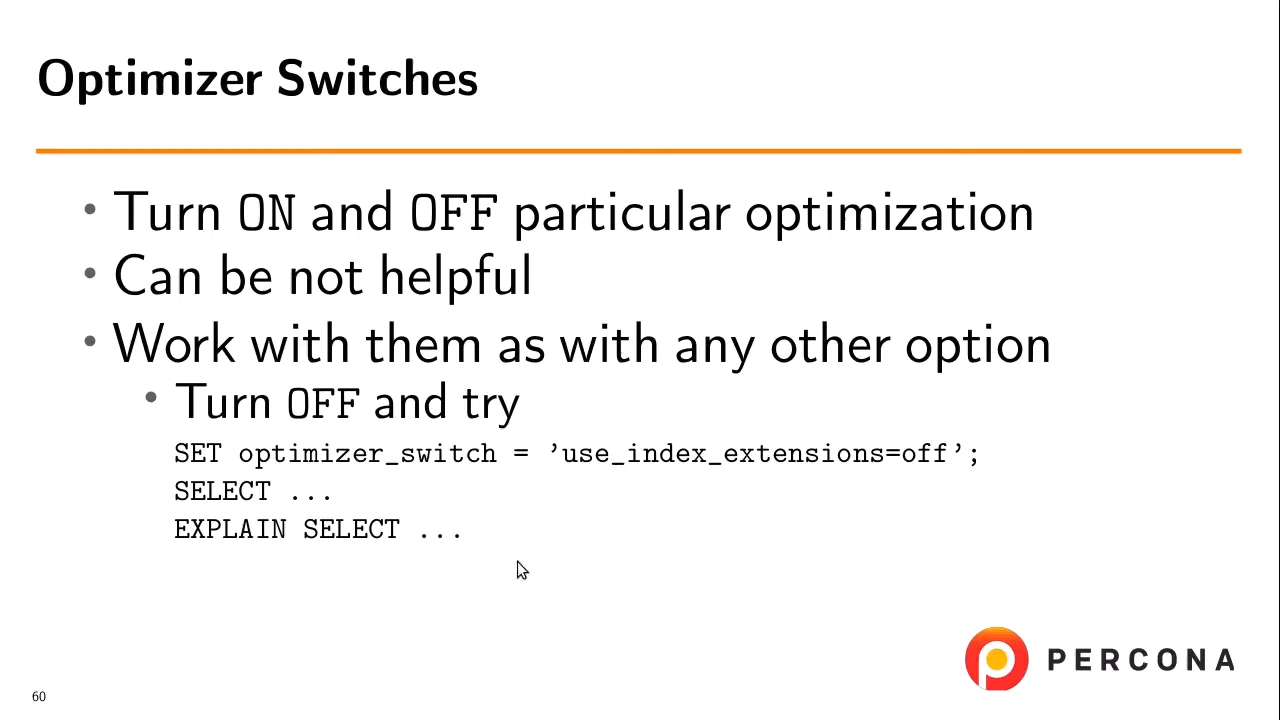 Optimizer Switches
• Turn ON and OFF particular optimization
• Can be not helpful
• Work with them as with any other option
• Turn OFF and try
SET optimizer_switch = ’use_index_extensions=off’;
SELECT ...
EXPLAIN SELECT ...
PERCONA
60